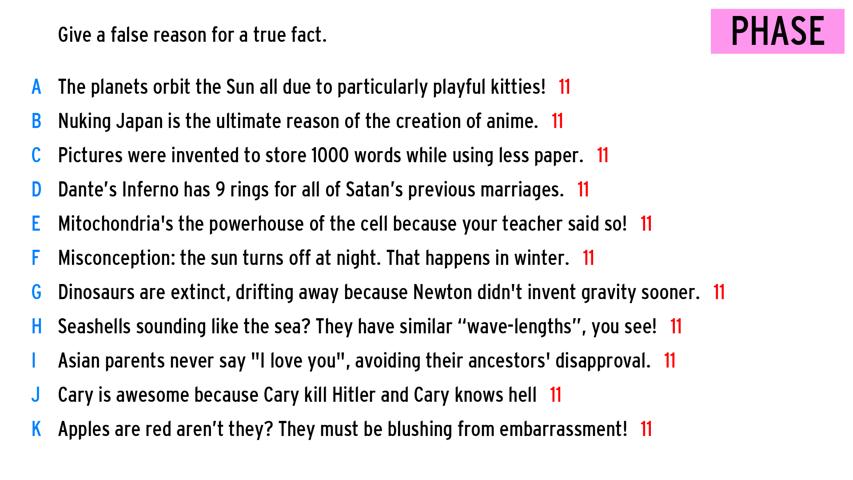 Give a false reason for a true fact.
PHASE
A The planets orbit the Sun all due to particularly playful kitties! 11
B Nuking Japan is the ultimate reason of the creation of anime. 11
C Pictures were invented to store 1000 words while using less paper. 11
D Dante’s Inferno has 9 rings for all of Satan’s previous marriages. 11
E Mitochondria's the powerhouse of the cell because your teacher said so! 11
F Misconception: the sun turns off at night. That happens in winter. 11
G Dinosaurs are extinct, drifting away because Newton didn't invent gravity sooner. 11
H Seashells sounding like the sea? They have similar “wave-lengths”, you see! 11
I Asian parents never say "I love you", avoiding their ancestors' disapproval. 11
J Cary is awesome because Cary kill Hitler and Cary knows hell 11
K Apples are red aren’t they? They must be blushing from embarrassment! 11